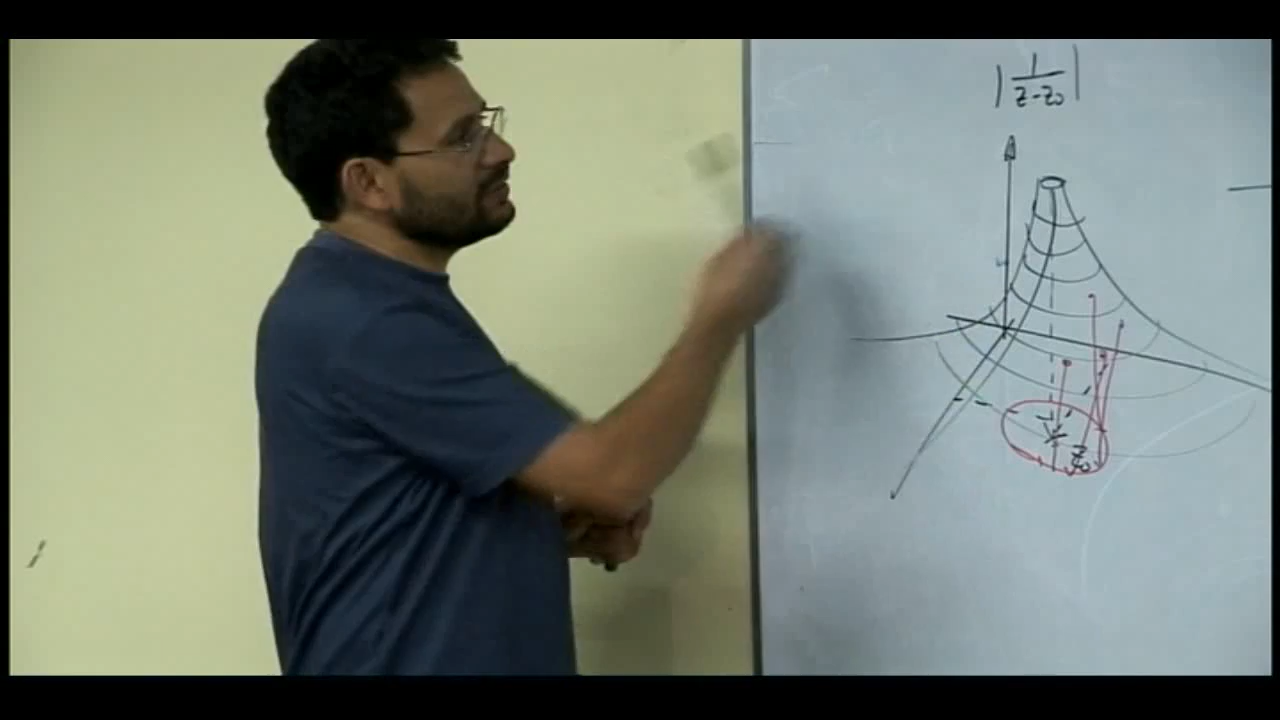 | 1 / (z - z₀) |
z₀